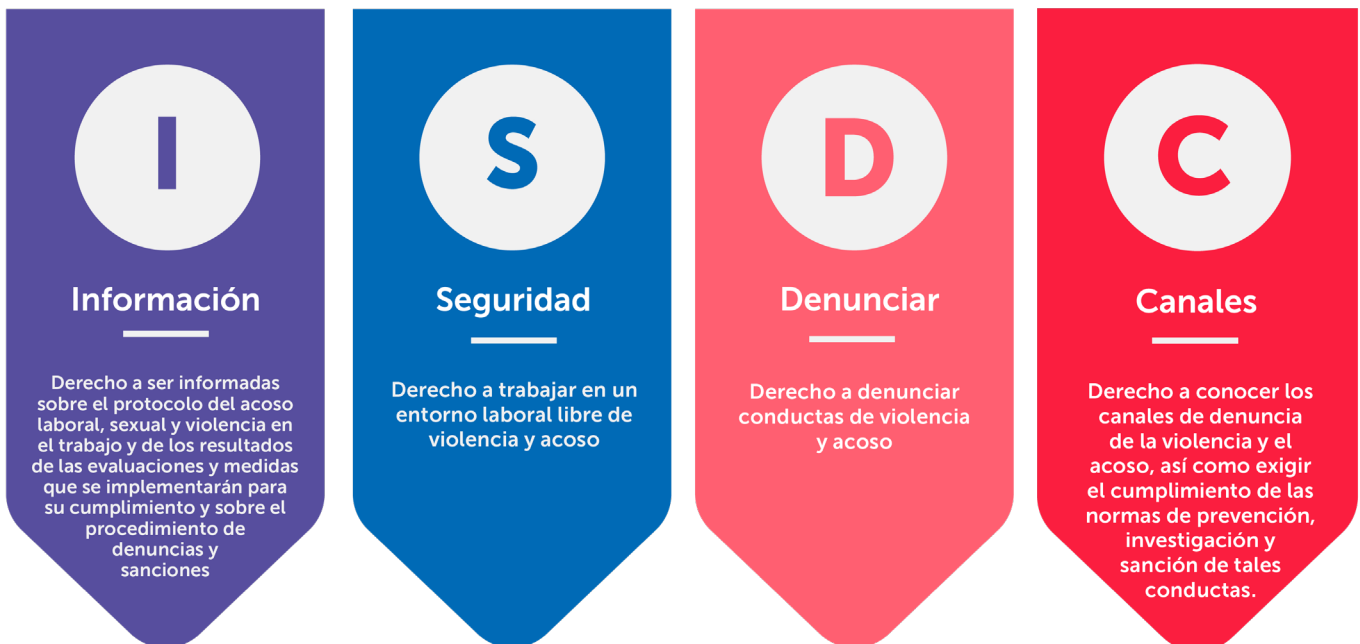 I
Información
Derecho a ser informadas
sobre el protocolo del acoso
laboral, sexual y violencia en
el trabajo y de los resultados
de las evaluaciones y medidas
que se implementarán para
su cumplimiento y sobre el
procedimiento de
denuncias y
sanciones
S
Seguridad
Derecho a trabajar en un
entorno laboral libre de
violencia y acoso
D
Denunciar
Derecho a denunciar
conductas de violencia
y acoso
C
Canales
Derecho a conocer los
canales de denuncia
de la violencia y el
acoso, así como exigir
el cumplimiento de las
normas de prevención,
investigación y
sanción de tales
conductas.